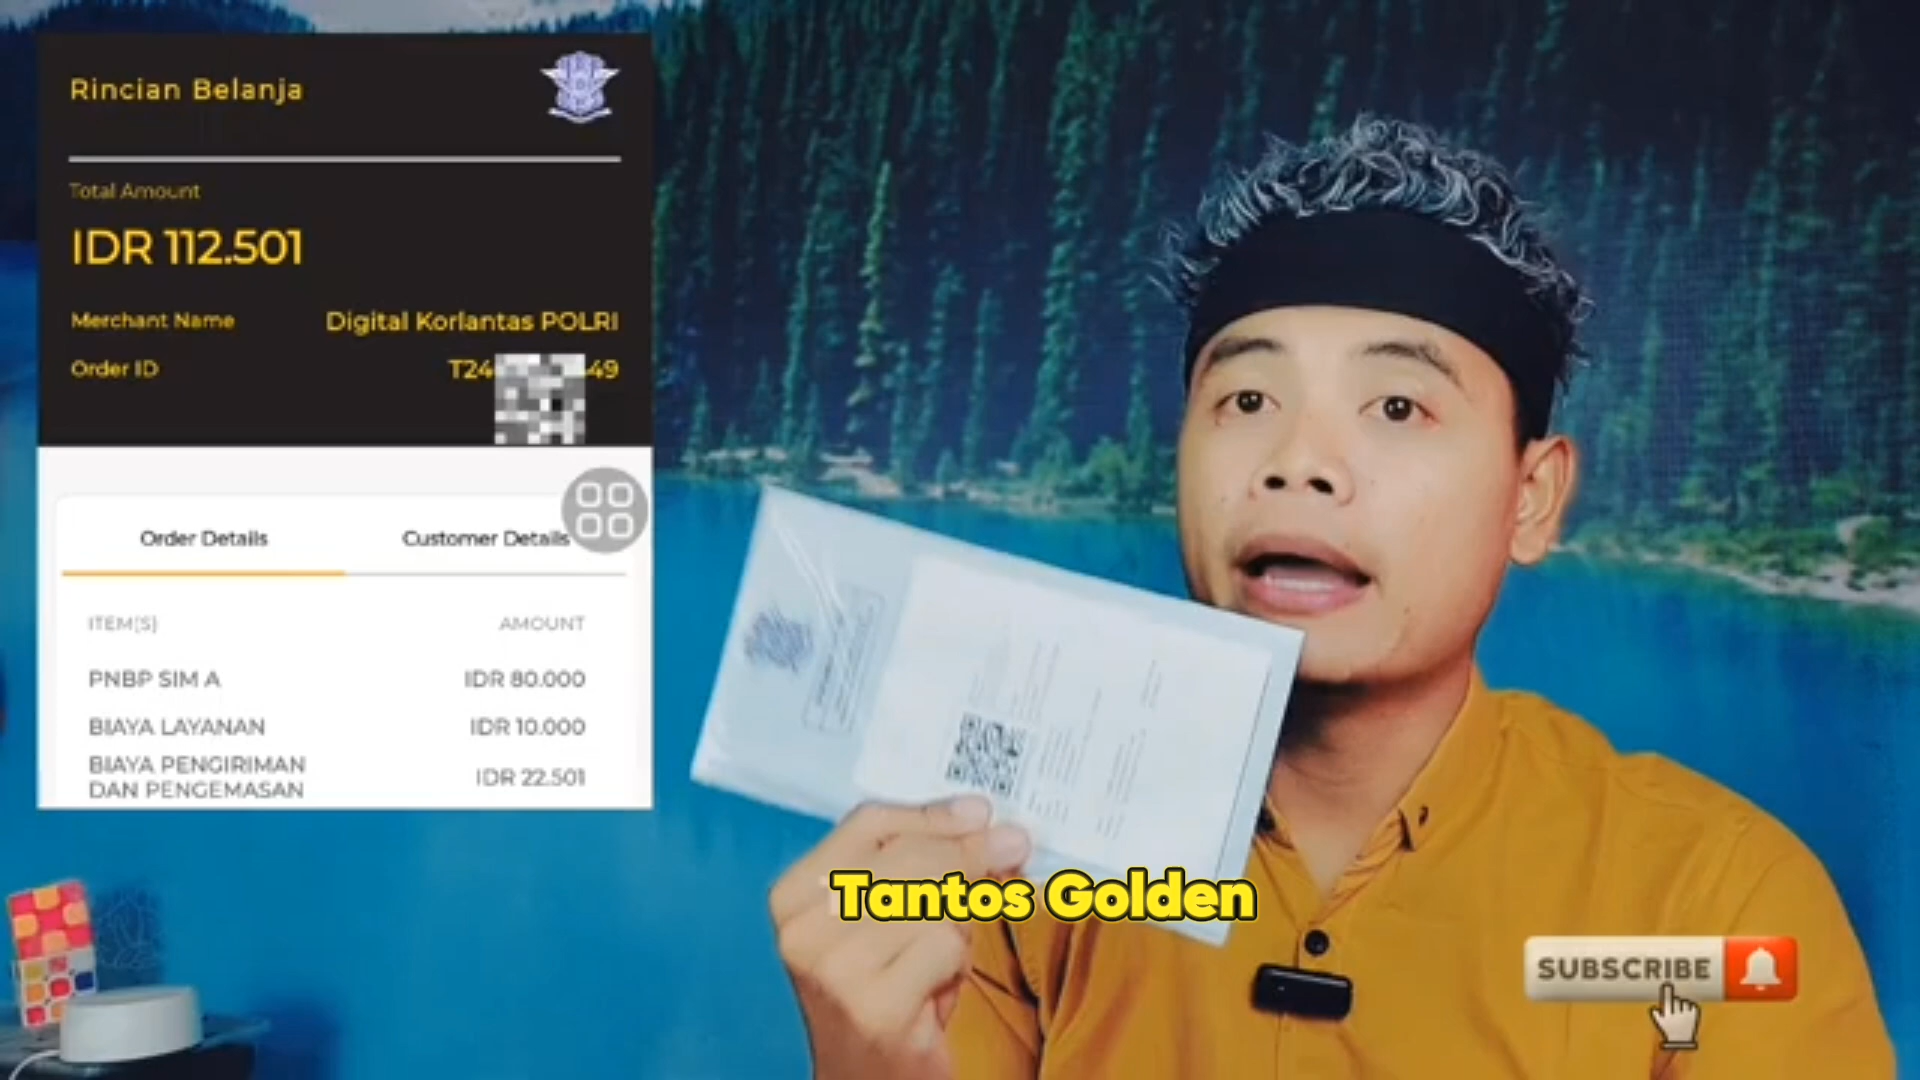 Rincian Belanja
Total Amount
IDR 112.501
Merchant Name Digital Korlantas POLRI
Order ID T24 49
Order Details Customer Details
ITEM(S) AMOUNT
PNBP SIM A IDR 80.000
BIAYA LAYANAN IDR 10.000
BIAYA PENGIRIMAN
DAN PENGEMASAN IDR 22.501
Tantos Golden
SUBSCRIBE